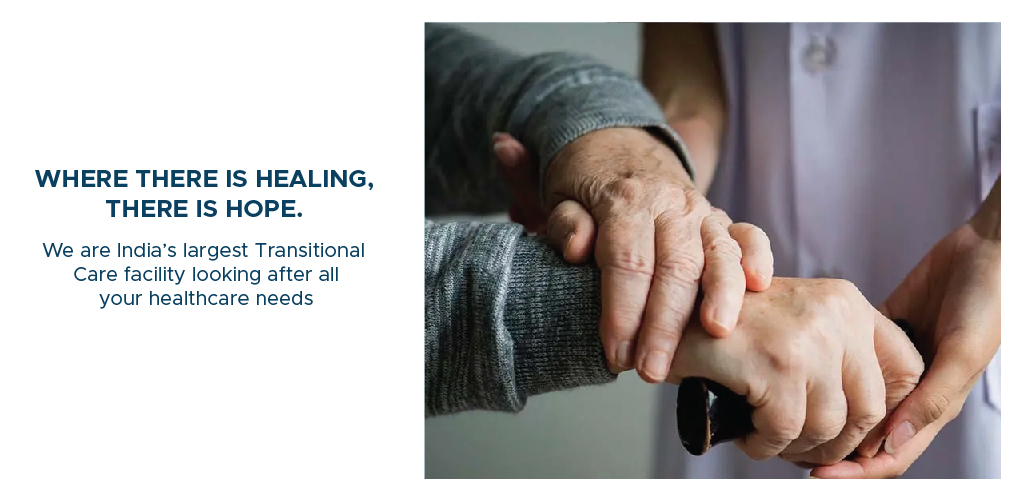 WHERE THERE IS HEALING,
THERE IS HOPE.
We are India's largest Transitional
Care facility looking after all
your healthcare needs